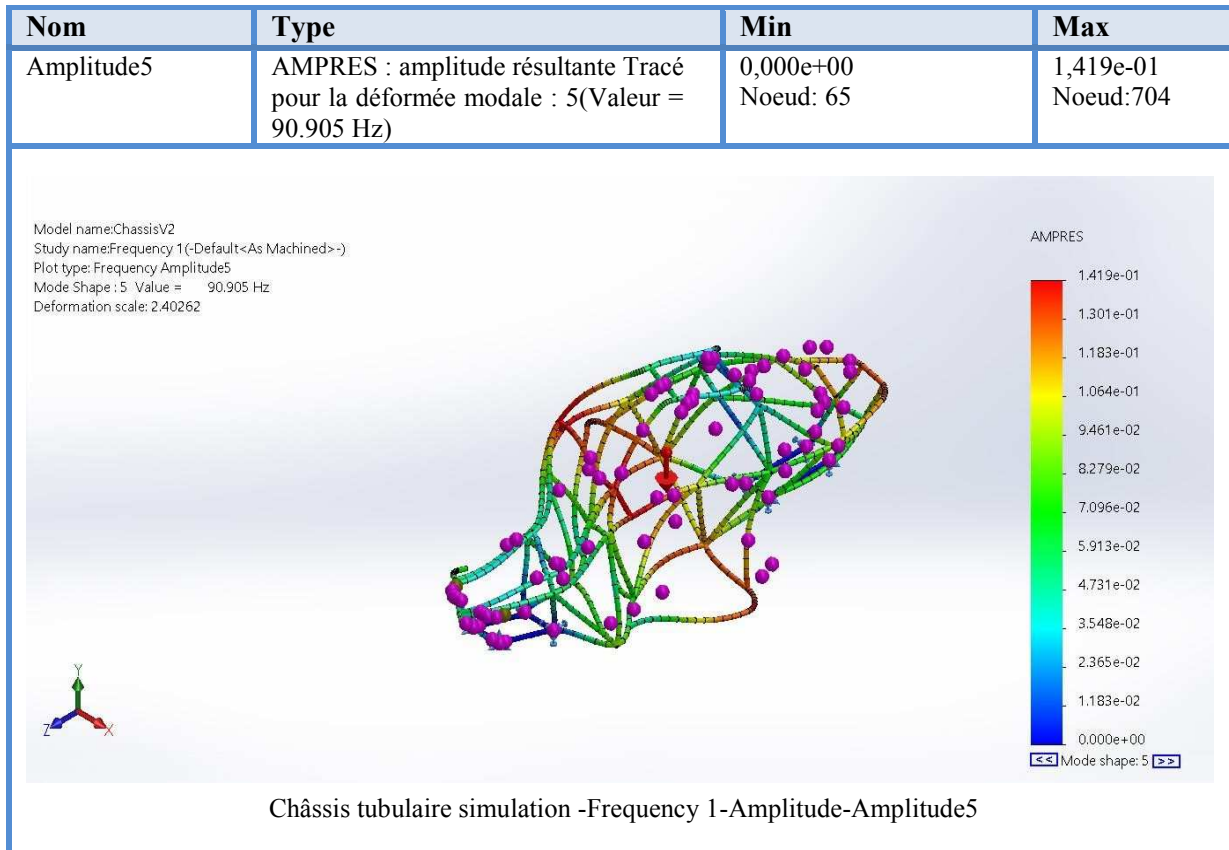 Nom Type Min Max
Amplitude5 AMPRES : amplitude résultante Tracé 0,000e+00 1,419e-01
pour la déformée modale : 5(Valeur = Noeud: 65 Noeud:704
90.905 Hz)
Model name:ChassisV2
Study name:Frequency 1(-Default<As Machined>-)
Plot type: Frequency Amplitude5
Mode Shape : 5 Value = 90.905 Hz
Deformation scale: 2.40262
AMPRES
1.419e-01
1.301e-01
1.183e-01
1.064e-01
9.461e-02
8.279e-02
7.096e-02
5.913e-02
4.731e-02
3.548e-02
2.365e-02
1.183e-02
0.000e+00
<< Mode shape: 5 >>
Y
Z X
Châssis tubulaire simulation -Frequency 1-Amplitude-Amplitude5